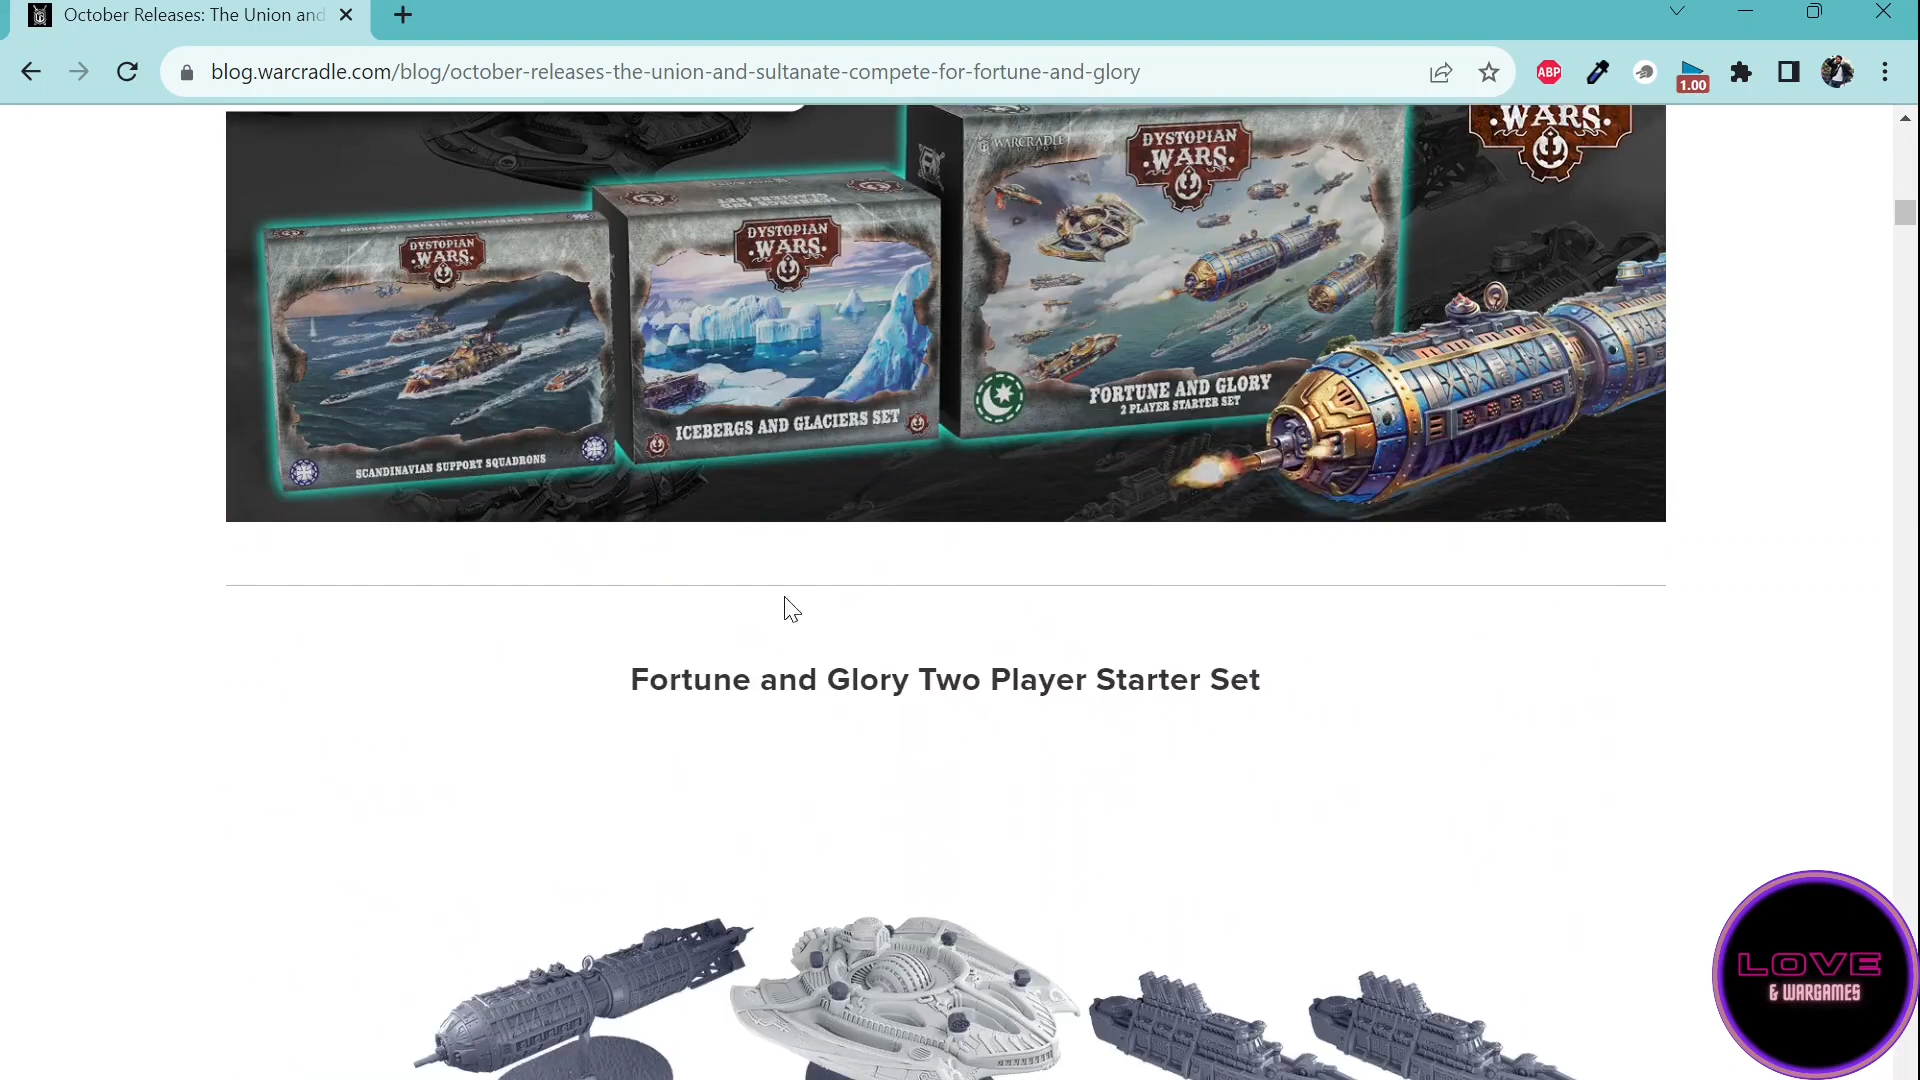 October Releases: The Union and
blog.warcradle.com/blog/october-releases-the-union-and-sultanate-compete-for-fortune-and-glory
ABP
1.00
WARCRADLE
DYSTOPIAN
WARS
WARS
DYSTOPIAN
WARS
DYSTOPIAN
WARS
FORTUNE AND GLORY
2 PLAYER STARTER SET
ICEBERGS AND GLACIERS SET
SCANDINAVIAN SUPPORT SQUADRONS
Fortune and Glory Two Player Starter Set
LOVE
& WARGAMES